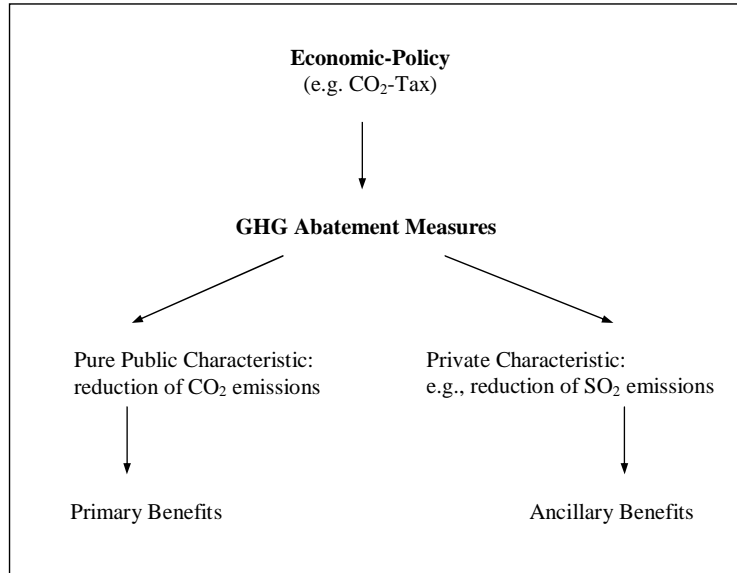 Economic-Policy
(e.g. CO₂-Tax)
GHG Abatement Measures
Pure Public Characteristic:
reduction of CO₂ emissions
Private Characteristic:
e.g., reduction of SO₂ emissions
Primary Benefits
Ancillary Benefits